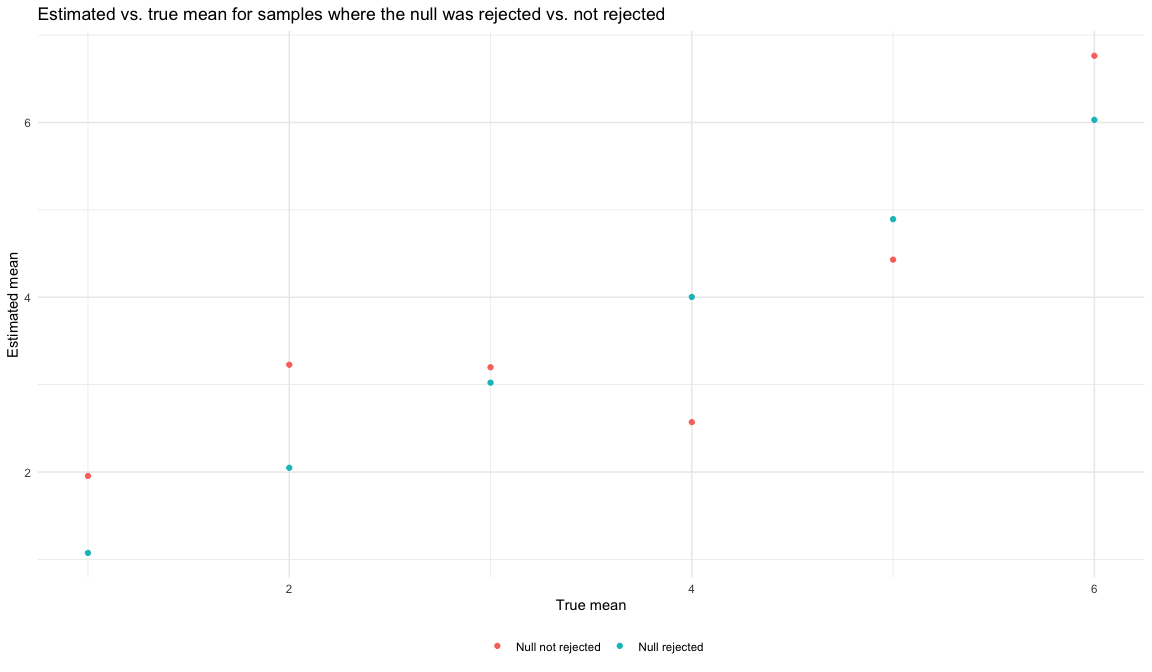 Estimated vs. true mean for samples where the null was rejected vs. not rejected
6
4
2
Estimated mean
2
4
6
True mean
Null not rejected
Null rejected